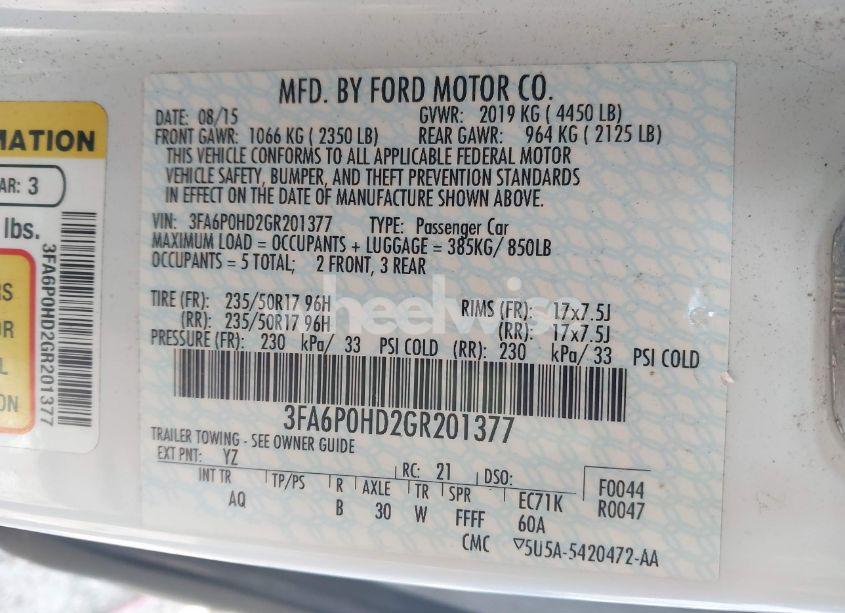 MATION
AR: 3
lbs.
RS
OR
L
ON
3FA6P0HD2GR201377
MFD. BY FORD MOTOR CO.
DATE: 08/15 GVWR: 2019 KG ( 4450 LB)
FRONT GAWR: 1066 KG ( 2350 LB) REAR GAWR: 964 KG ( 2125 LB)
THIS VEHICLE CONFORMS TO ALL APPLICABLE FEDERAL MOTOR
VEHICLE SAFETY, BUMPER, AND THEFT PREVENTION STANDARDS
IN EFFECT ON THE DATE OF MANUFACTURE SHOWN ABOVE.
VIN: 3FA6P0HD2GR201377 TYPE: Passenger Car
MAXIMUM LOAD = OCCUPANTS + LUGGAGE = 385KG/ 850LB
OCCUPANTS = 5 TOTAL; 2 FRONT, 3 REAR
TIRE (FR): 235/50R17 96H RIMS (FR): 17x7.5J
(RR): 235/50R17 96H (RR): 17x7.5J
PRESSURE (FR): 230 kPa/ 33 PSI COLD (RR): 230 kPa/ 33 PSI COLD
3FA6P0HD2GR201377
TRAILER TOWING - SEE OWNER GUIDE
EXT PNT: YZ RC: 21 DSO: F0044
INT TR TP/PS R AXLE TR SPR EC71K R0047
AQ B 30 W FFFF 60A
CMC 5U5A-5420472-AA